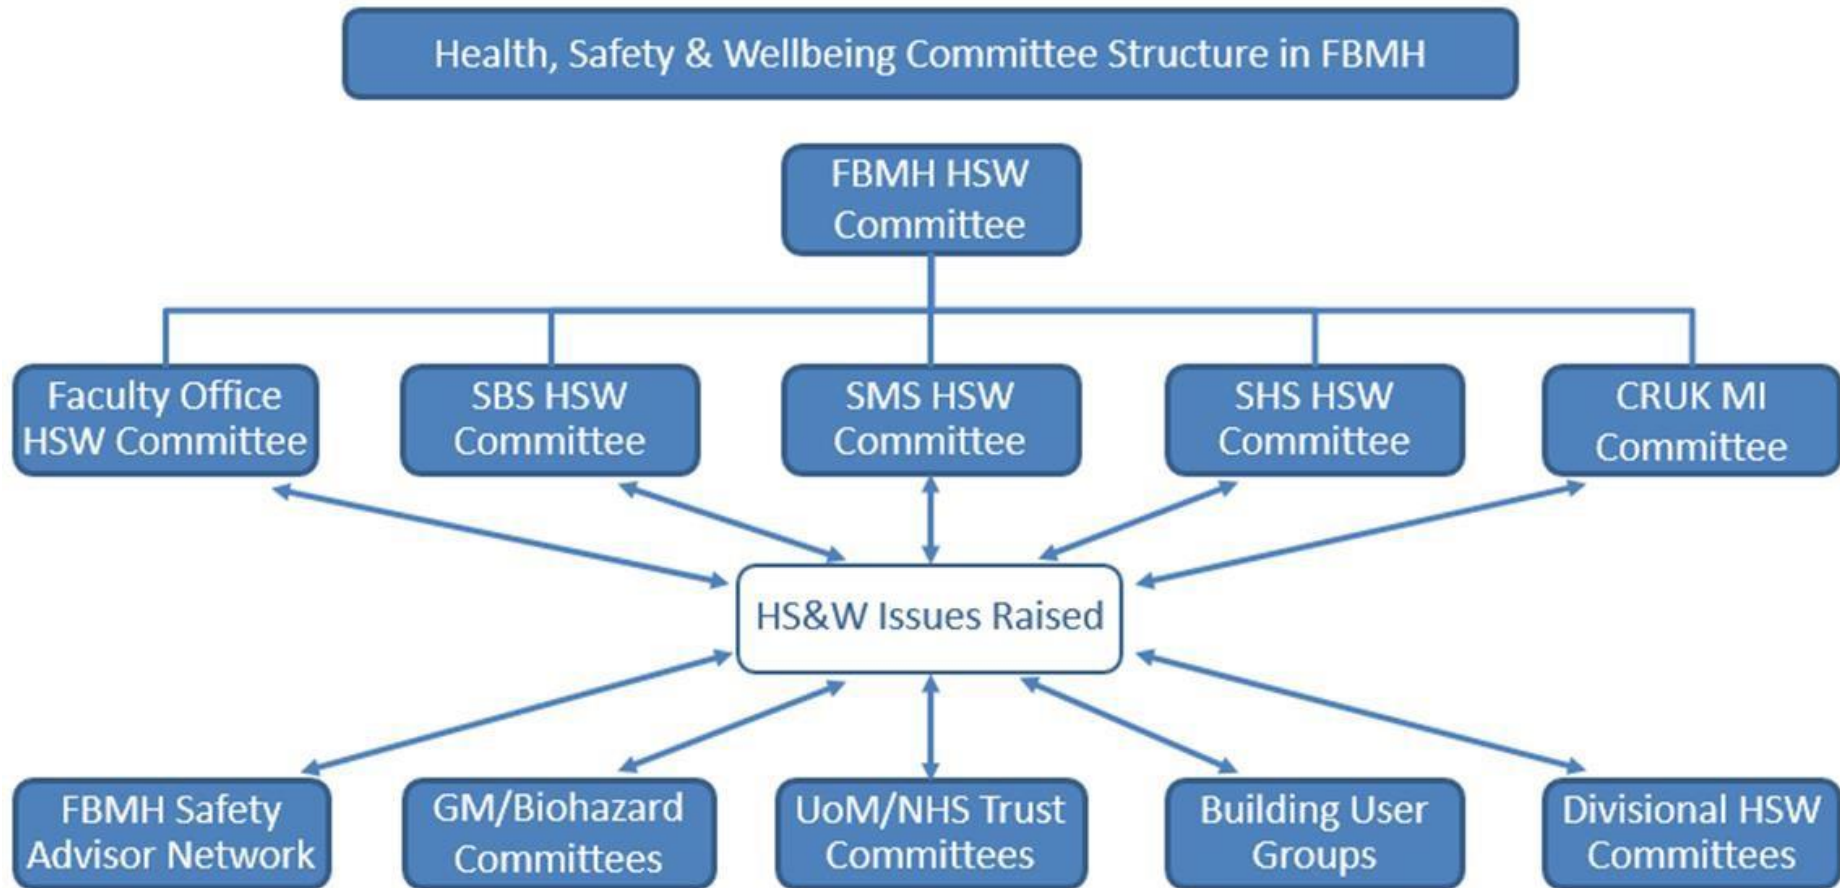 Health, Safety & Wellbeing Committee Structure in FBMH
FBMH HSW
Committee
Faculty Office
HSW Committee
SBS HSW
Committee
SMS HSW
Committee
SHS HSW
Committee
CRUK MI
Committee
HS&W Issues Raised
FBMH Safety
Advisor Network
GM/Biohazard
Committees
UoM/NHS Trust
Committees
Building User
Groups
Divisional HSW
Committees